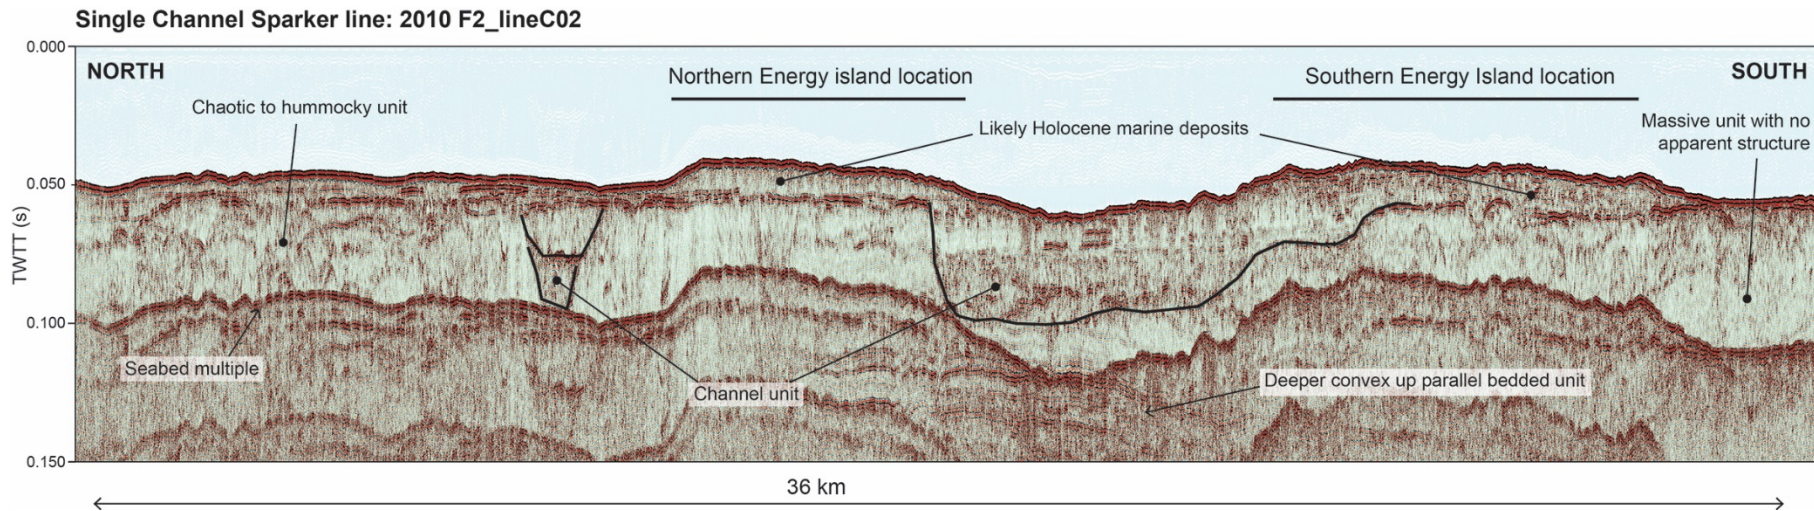 Single Channel Sparker line: 2010 F2_lineC02
0.000
NORTH
Northern Energy island location
Southern Energy Island location
SOUTH
Chaotic to hummocky unit
Likely Holocene marine deposits
Massive unit with no
apparent structure
0.050
TWTT (s)
0.100
Seabed multiple
Channel unit
Deeper convex up parallel bedded unit
0.150
36 km